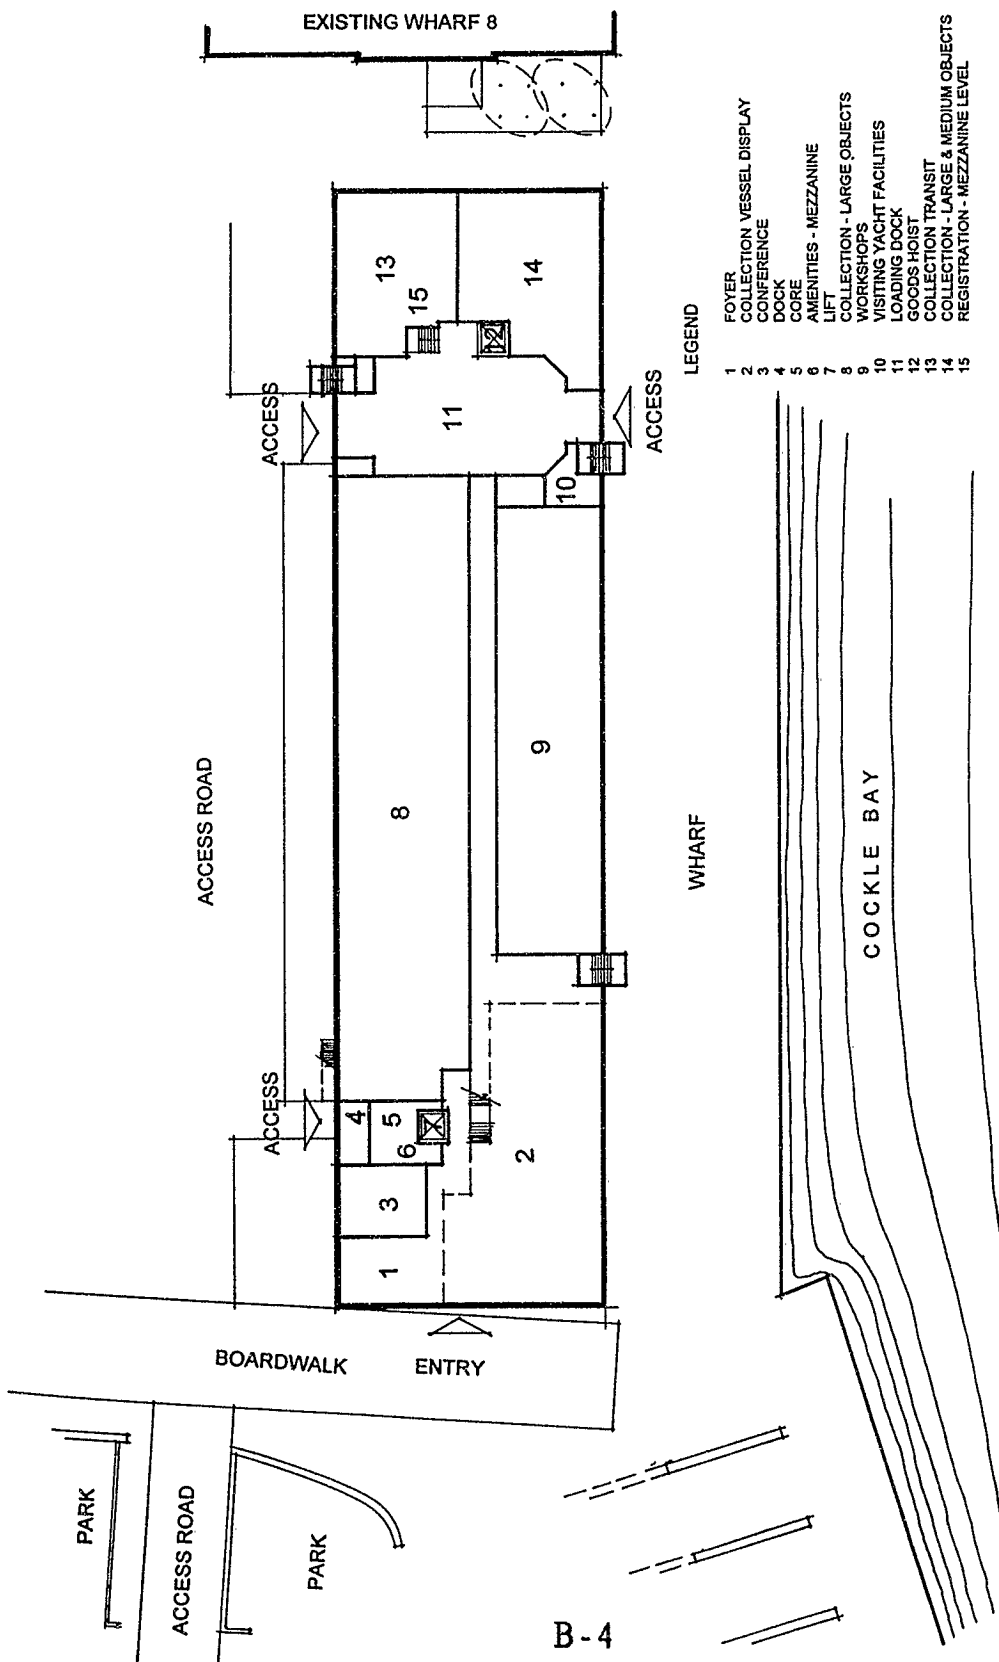 EXISTING WHARF 8
ACCESS ROAD
ACCESS
ACCESS
ACCESS
13
15
14
12
11
10
8
9
4
5
6
7
3
2
1
BOARDWALK
ENTRY
PARK
ACCESS ROAD
PARK
WHARF
COCKLE BAY
LEGEND
1 FOYER
2 COLLECTION VESSEL DISPLAY
3 CONFERENCE
4 DOCK
5 CORE
6 AMENITIES - MEZZANINE
7 LIFT
8 COLLECTION - LARGE OBJECTS
9 WORKSHOPS
10 VISITING YACHT FACILITIES
11 LOADING DOCK
12 GOODS HOIST
13 COLLECTION TRANSIT
14 COLLECTION - LARGE & MEDIUM OBJECTS
15 REGISTRATION - MEZZANINE LEVEL
B-4